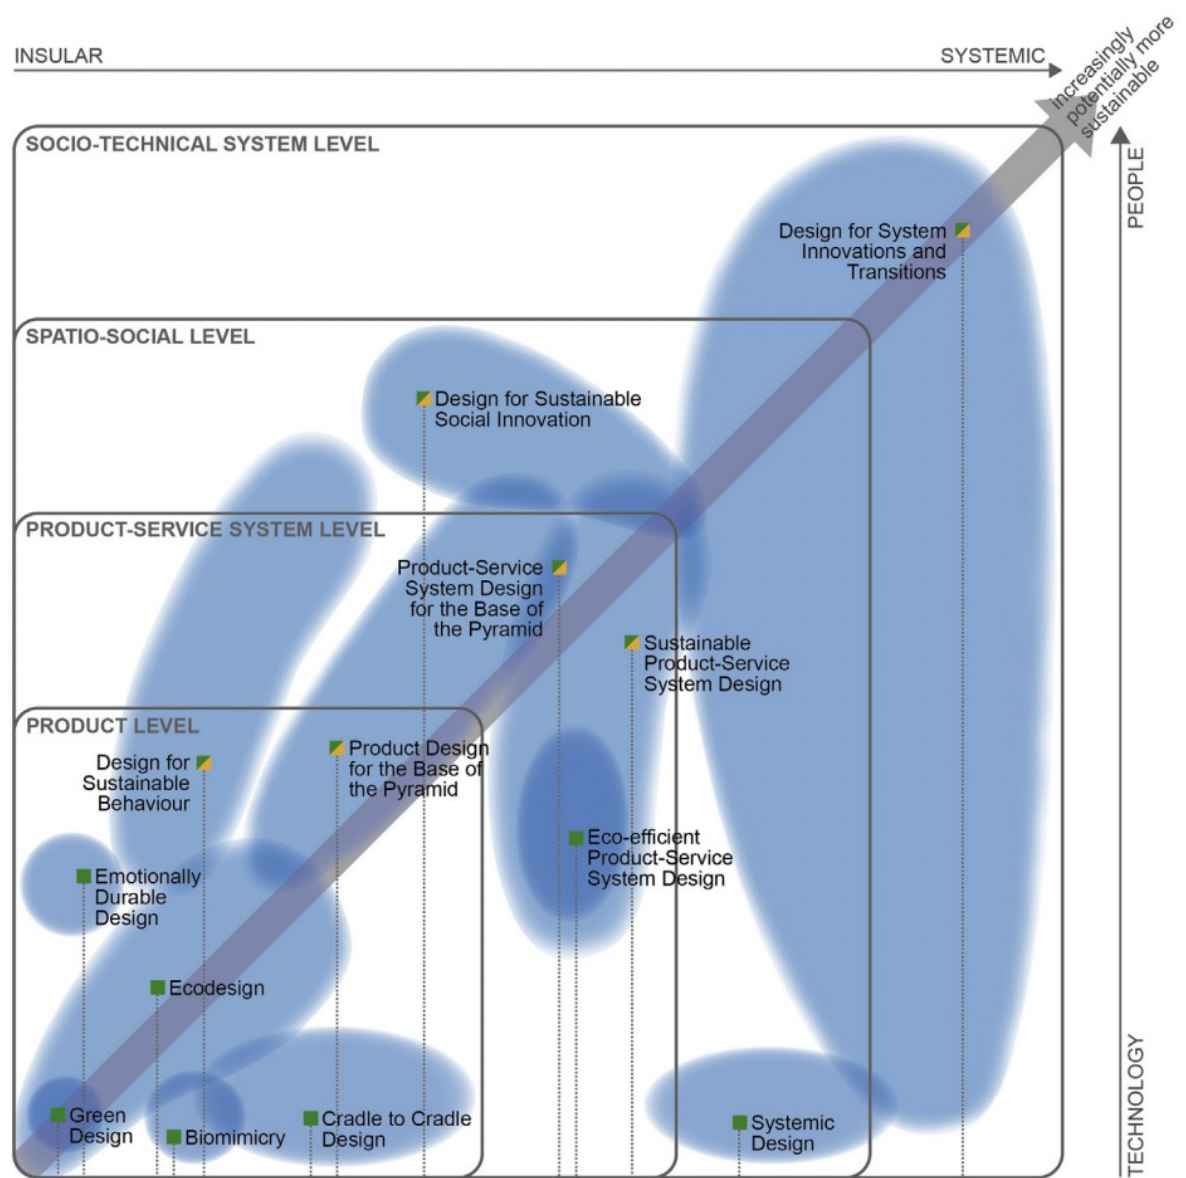 INSULAR
SYSTEMIC
increasingly
potentially more
sustainable
SOCIO-TECHNICAL SYSTEM LEVEL
PEOPLE
Design for System
Innovations and
Transitions
SPATIO-SOCIAL LEVEL
Design for Sustainable
Social Innovation
PRODUCT-SERVICE SYSTEM LEVEL
Product-Service
System Design
for the Base of
the Pyramid
Sustainable
Product-Service
System Design
PRODUCT LEVEL
Design for
Sustainable
Behaviour
Product Design
for the Base of
the Pyramid
Eco-efficient
Product-Service
System Design
Emotionally
Durable
Design
Ecodesign
Green
Design
Biomimicry
Cradle to Cradle
Design
Systemic
Design
TECHNOLOGY